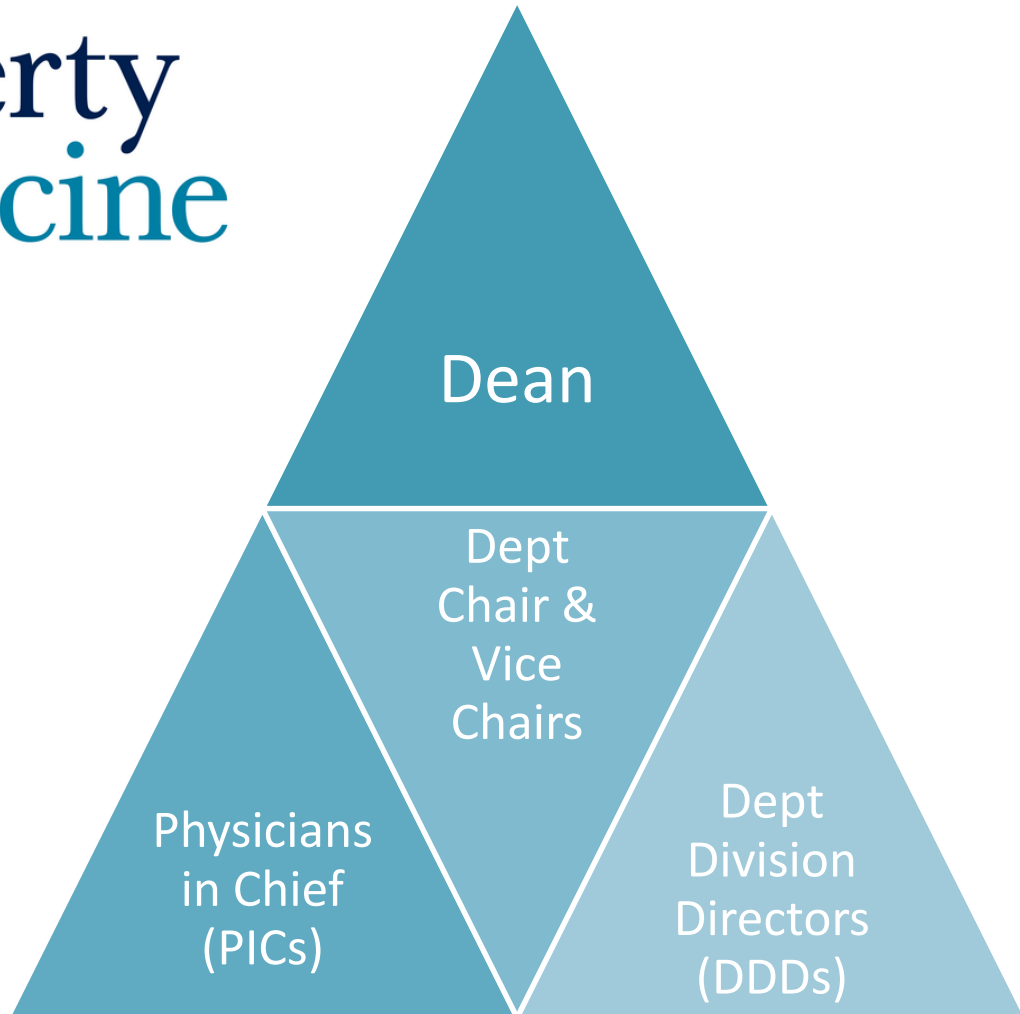 erty
cine
Dean
Dept
Chair &
Vice
Chairs
Physicians
in Chief
(PICs)
Dept
Division
Directors
(DDDs)